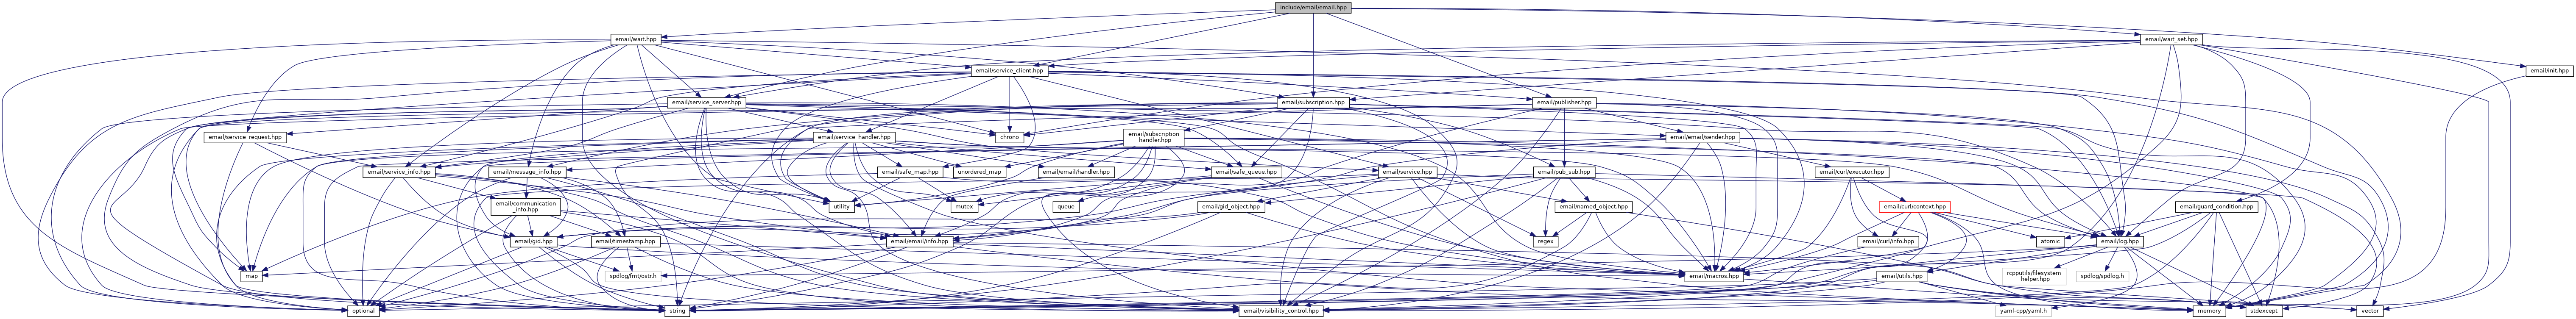 include/email/email.hpp
email/wait.hpp
email/wait_set.hpp
email/service_client.hpp
email/init.hpp
email/service_server.hpp
email/subscription.hpp
email/publisher.hpp
email/service_request.hpp
email/service_handler.hpp
chrono
email/subscription
_handler.hpp
email/email/sender.hpp
email/service_info.hpp
email/message_info.hpp
email/safe_map.hpp
unordered_map
email/email/handler.hpp
email/safe_queue.hpp
email/service.hpp
email/pub_sub.hpp
email/curl/executor.hpp
email/communication
_info.hpp
utility
mutex
queue
email/gid_object.hpp
email/named_object.hpp
email/curl/context.hpp
email/guard_condition.hpp
email/gid.hpp
email/timestamp.hpp
email/email/info.hpp
regex
email/curl/info.hpp
atomic
email/log.hpp
map
spdlog/fmt/ostr.h
email/macros.hpp
email/utils.hpp
rcpputils/filesystem
_helper.hpp
spdlog/spdlog.h
optional
string
email/visibility_control.hpp
yaml-cpp/yaml.h
memory
stdexcept
vector